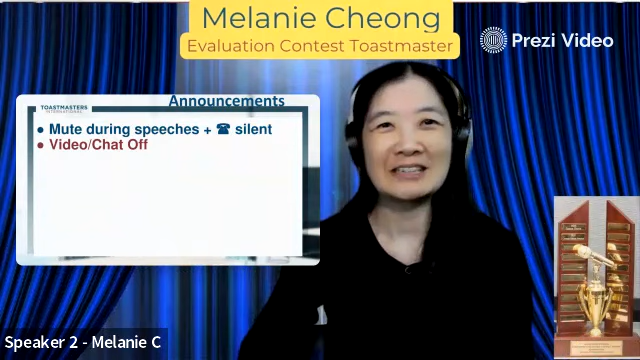 Melanie Cheong
Evaluation Contest Toastmaster
Prezi Video
Announcements
TOASTMASTERS
INTERNATIONAL
• Mute during speeches + ☎ silent
• Video/Chat Off
Speaker 2 - Melanie C